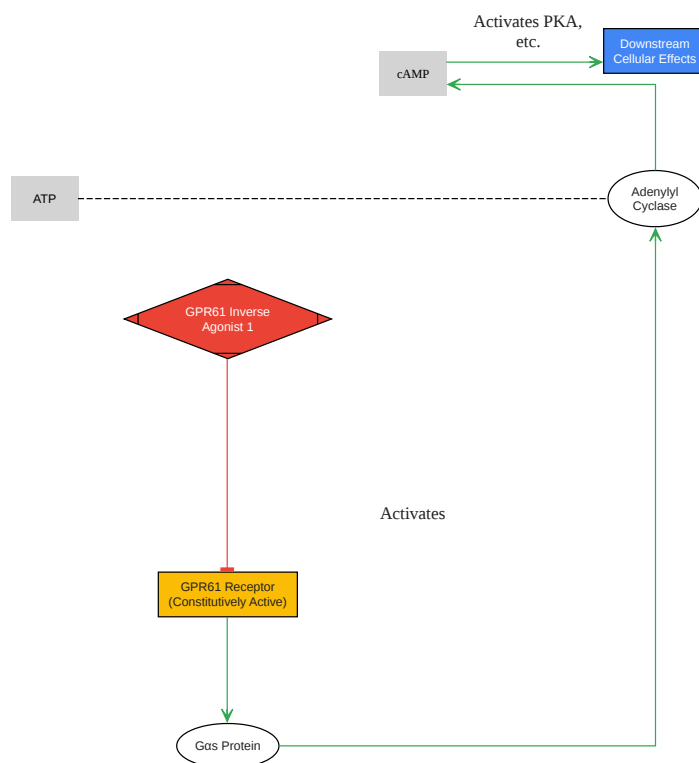 Activates PKA,
etc.
Downstream
Cellular Effects
cAMP
ATP
Adenylyl
Cyclase
GPR61 Inverse
Agonist 1
Activates
GPR61 Receptor
(Constitutively Active)
Gαs Protein